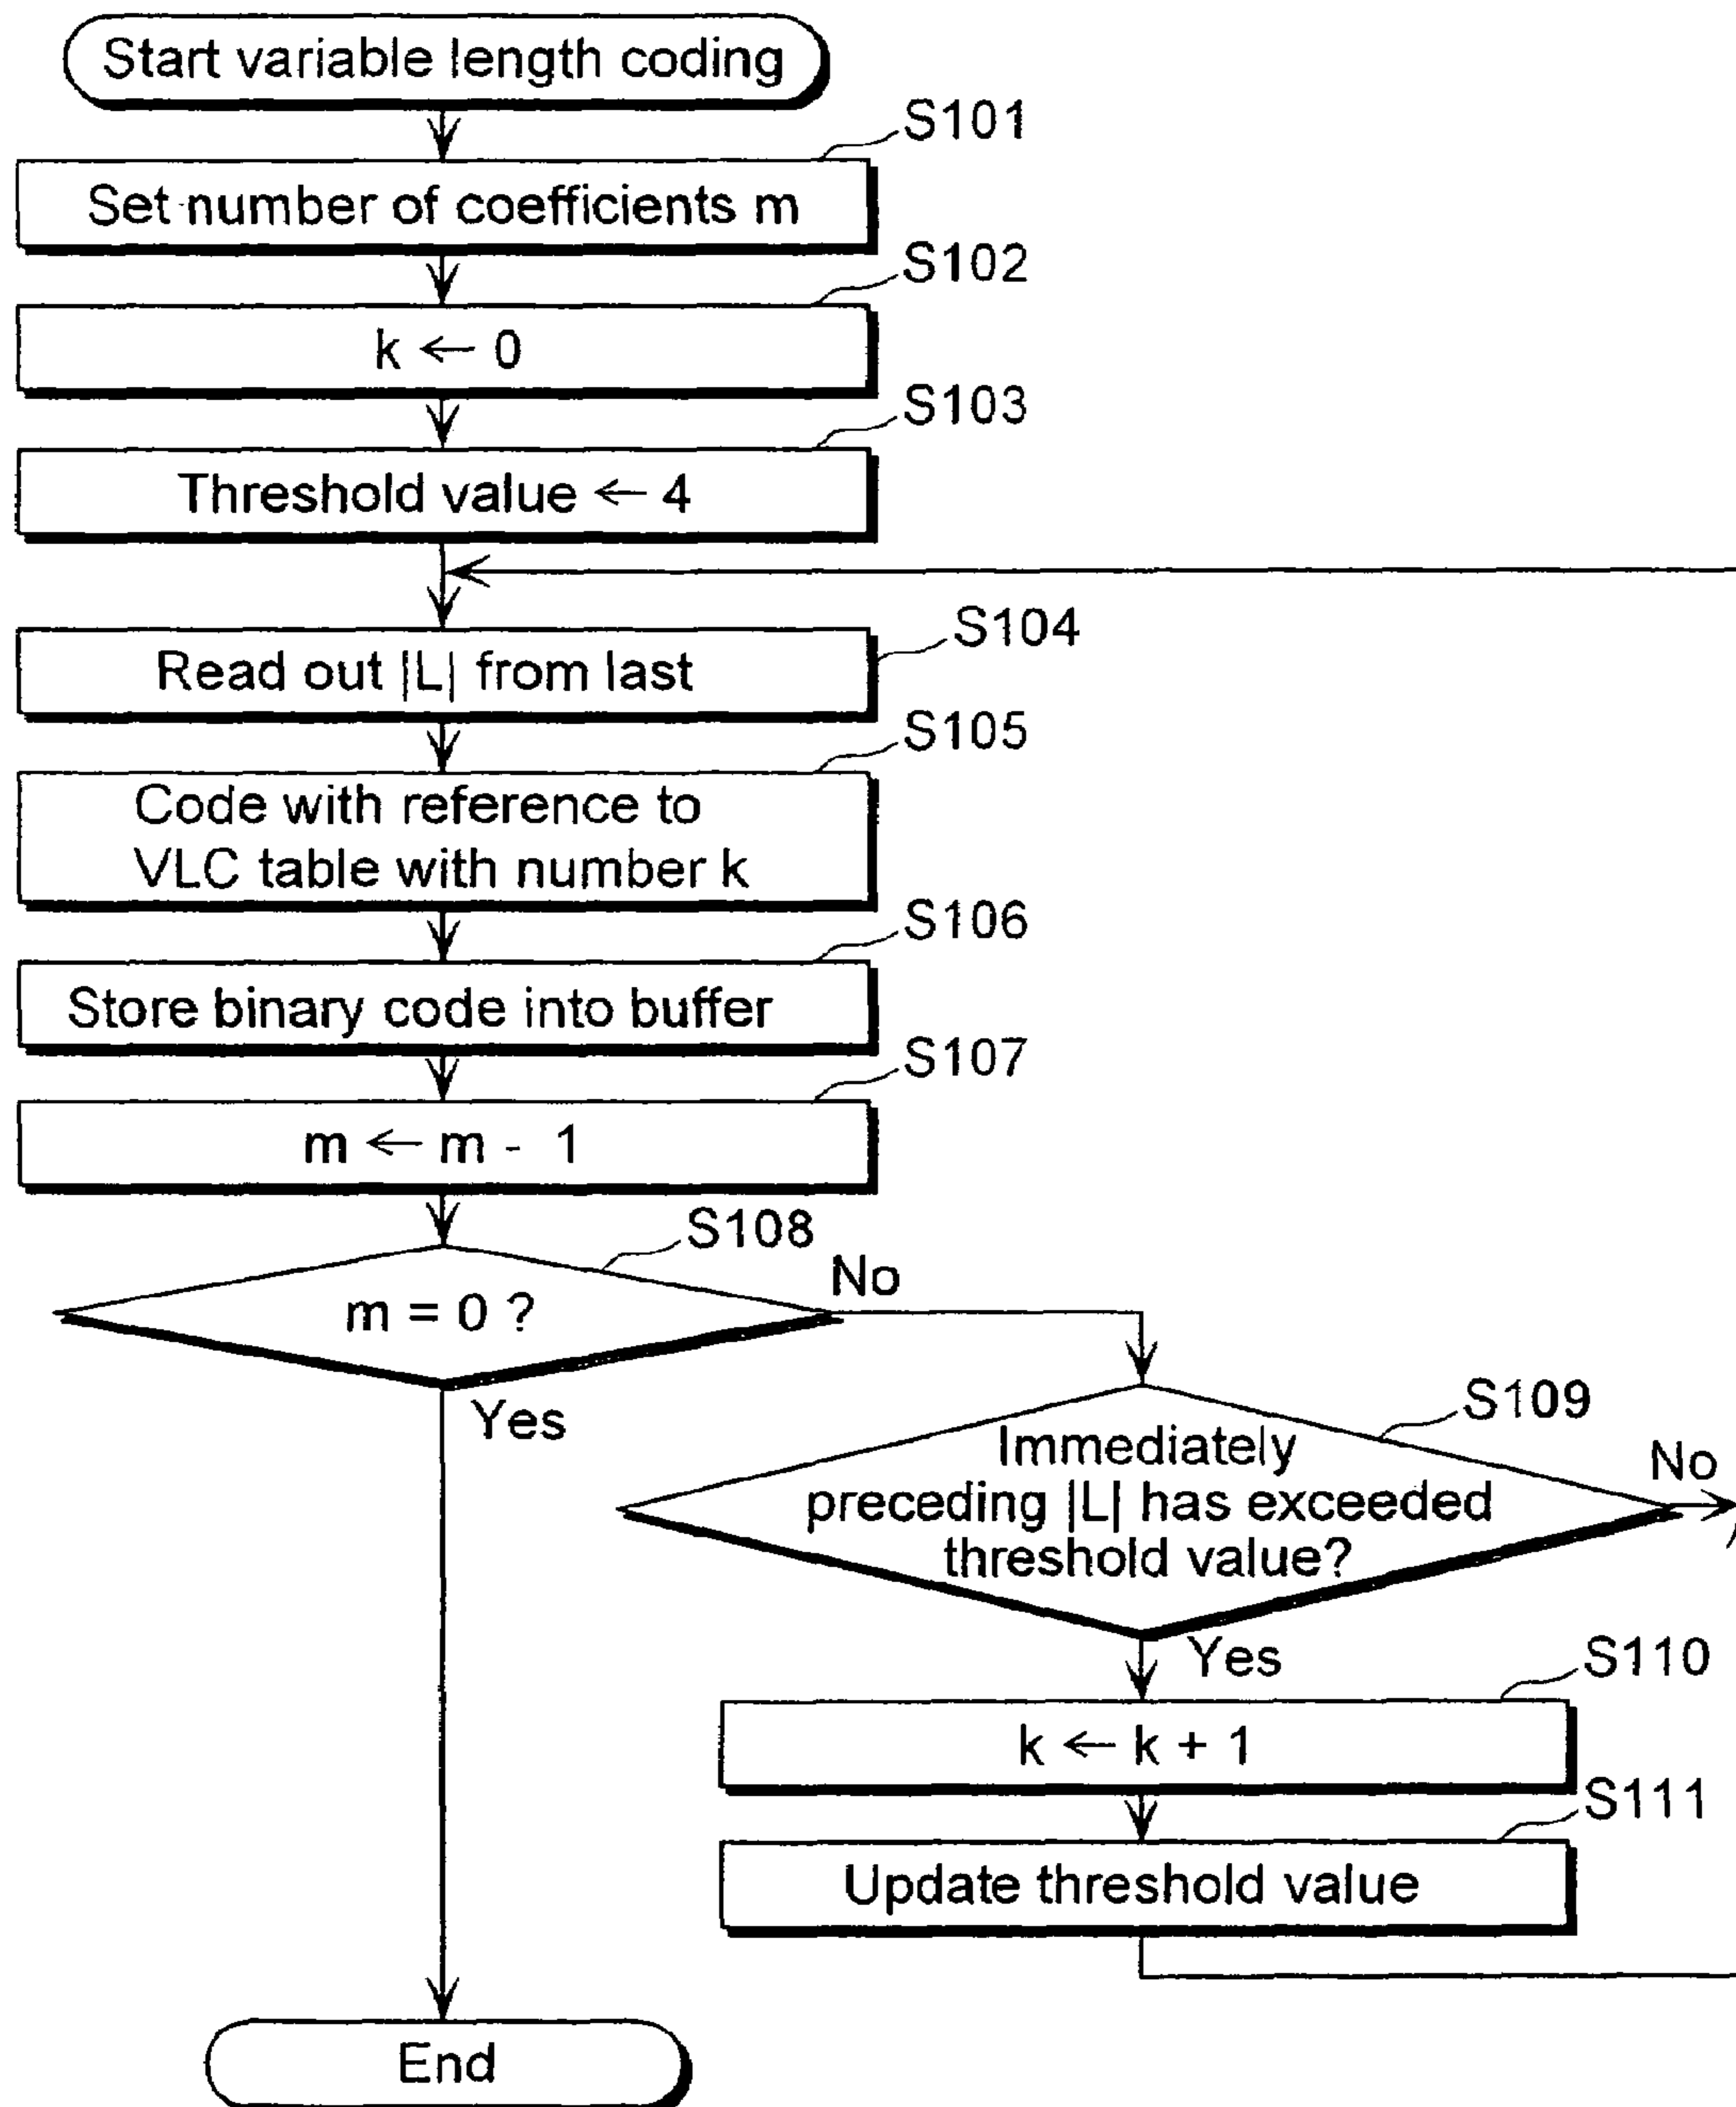 Start variable length coding
S101
Set number of coefficients m
S102
k ← 0
S103
Threshold value ← 4
S104
Read out |L| from last
S105
Code with reference to
VLC table with number k
S106
Store binary code into buffer
S107
m ← m - 1
S108
m = 0 ?
No
Yes
S109
Immediately
preceding |L| has exceeded
threshold value?
No
Yes
S110
k ← k + 1
S111
Update threshold value
End